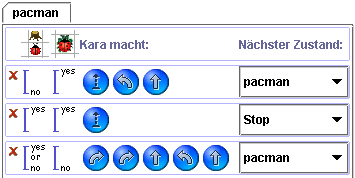 pacman
Kara macht: Nächster Zustand:
no yes pacman
yes yes Stop
yes or no no pacman